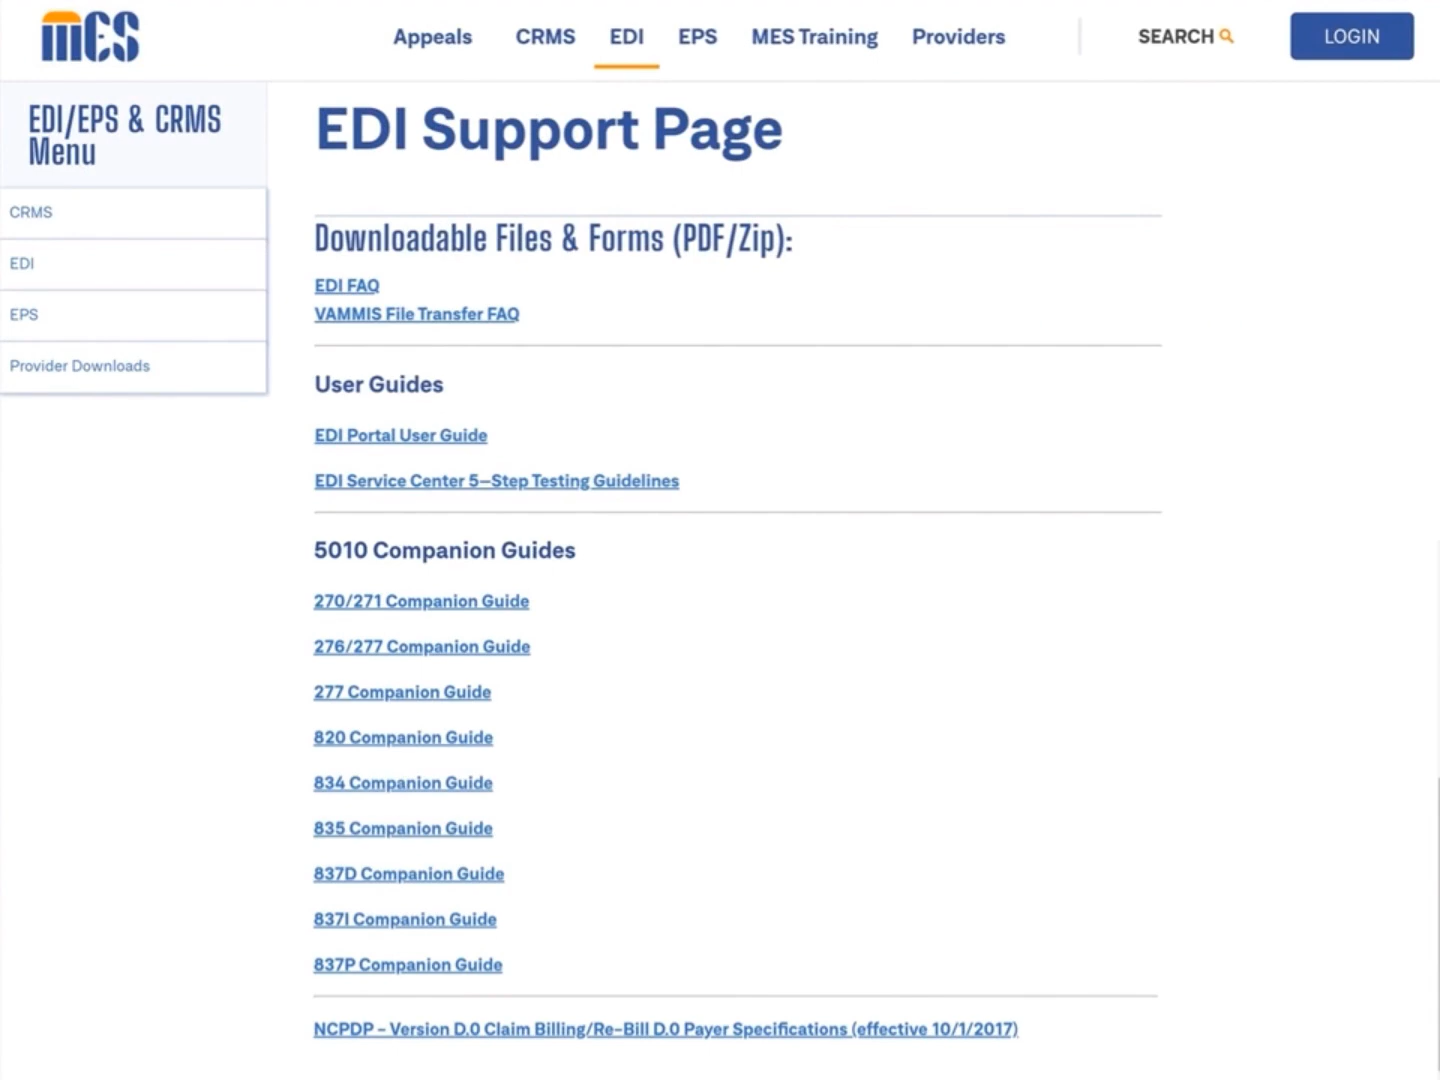 MES
Appeals CRMS EDI EPS MES Training Providers SEARCH LOGIN
EDI/EPS & CRMS
Menu
CRMS
EDI
EPS
Provider Downloads
EDI Support Page
Downloadable Files & Forms (PDF/Zip):
EDI FAQ
VAMMIS File Transfer FAQ
User Guides
EDI Portal User Guide
EDI Service Center 5–Step Testing Guidelines
5010 Companion Guides
270/271 Companion Guide
276/277 Companion Guide
277 Companion Guide
820 Companion Guide
834 Companion Guide
835 Companion Guide
837D Companion Guide
837I Companion Guide
837P Companion Guide
NCPDP – Version D.0 Claim Billing/Re–Bill D.0 Payer Specifications (effective 10/1/2017)